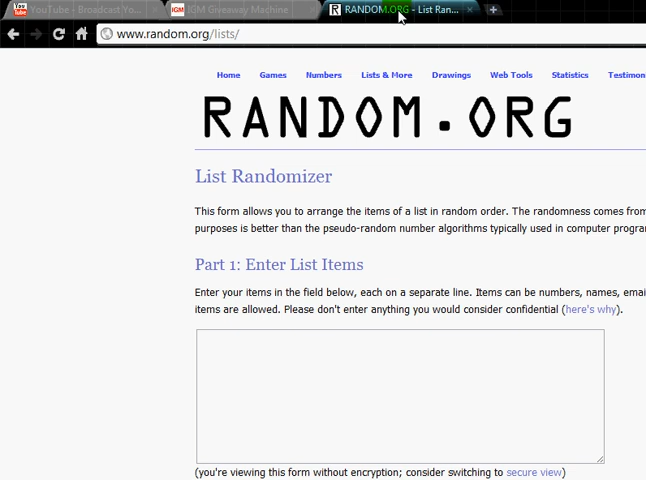 YouTube - Broadcast Yo...
IGM Giveaway Machine
RANDOM.ORG - List Ran...
www.random.org/lists/
Home Games Numbers Lists & More Drawings Web Tools Statistics Testimon
RANDOM.ORG
List Randomizer
This form allows you to arrange the items of a list in random order. The randomness comes from
purposes is better than the pseudo-random number algorithms typically used in computer progra
Part 1: Enter List Items
Enter your items in the field below, each on a separate line. Items can be numbers, names, emai
items are allowed. Please don't enter anything you would consider confidential (here's why).
(you're viewing this form without encryption; consider switching to secure view)